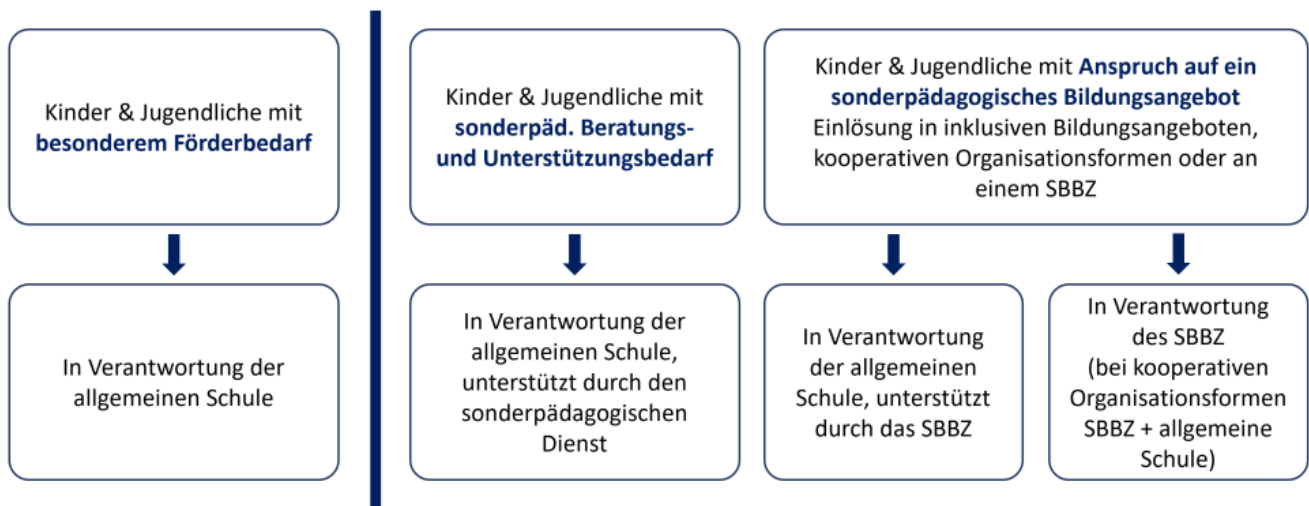 Kinder & Jugendliche mit
besonderem Förderbedarf
Kinder & Jugendliche mit
sonderpäd. Beratungs-
und Unterstützungsbedarf
Kinder & Jugendliche mit Anspruch auf ein
sonderpädagogisches Bildungsangebot
Einlösung in inklusiven Bildungsangeboten,
kooperativen Organisationsformen oder an
einem SBBZ
In Verantwortung der
allgemeinen Schule
In Verantwortung der
allgemeinen Schule,
unterstützt durch den
sonderpädagogischen
Dienst
In Verantwortung
der allgemeinen
Schule, unterstützt
durch das SBBZ
In Verantwortung
des SBBZ
(bei kooperativen
Organisationsformen
SBBZ + allgemeine
Schule)